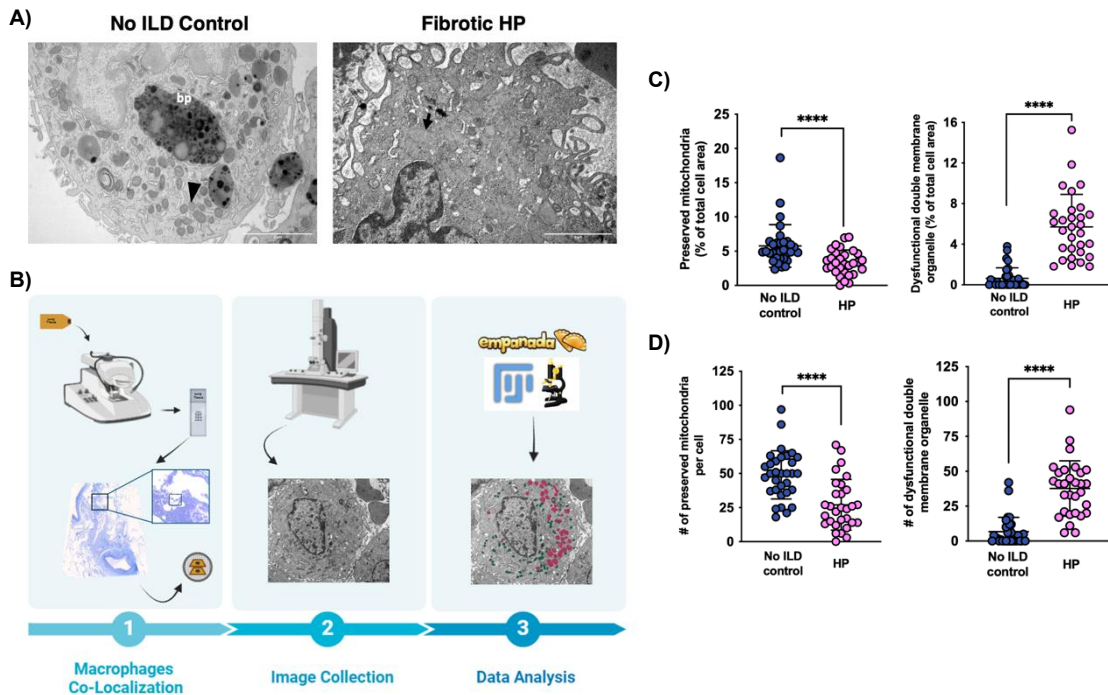 A)
No ILD Control
Fibrotic HP
bp
B)
empanada
1
2
3
Macrophages
Co-Localization
Image Collection
Data Analysis
C)
Preserved mitochondria
(% of total cell area)
25
20
15
10
5
0
****
No ILD
control
HP
Dysfunctional double membrane
organelle (% of total cell area)
16
12
8
4
0
****
No ILD
control
HP
D)
# of preserved mitochondria
per cell
125
100
75
50
25
0
****
No ILD
control
HP
# of dysfunctional double
membrane organelle
125
100
75
50
25
0
****
No ILD
control
HP